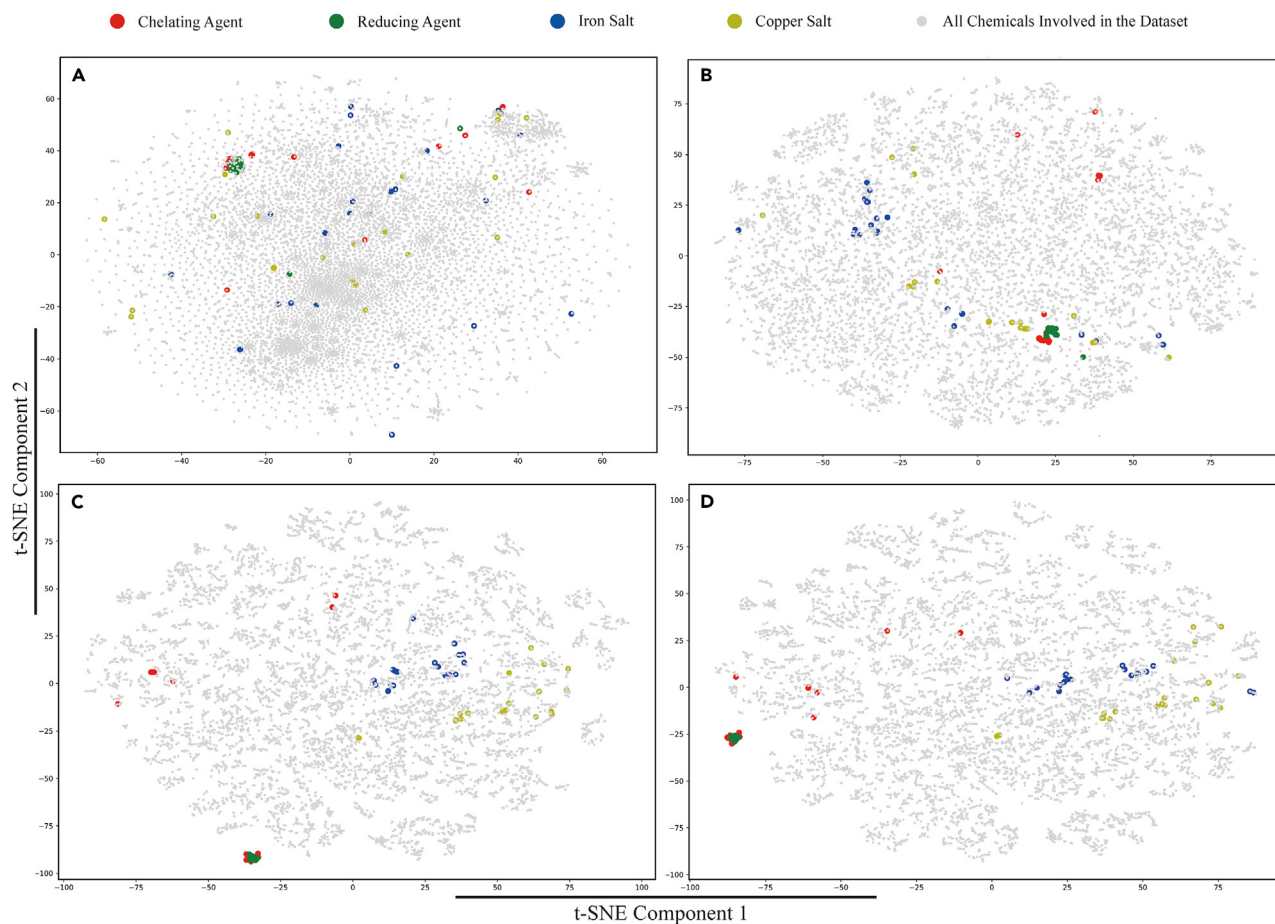 Chelating Agent Reducing Agent Iron Salt Copper Salt All Chemicals Involved in the Dataset
A
60
40
20
0
−20
−40
−60
−60 −40 −20 0 20 40 60
B
75
50
25
0
−25
−50
−75
−75 −50 −25 0 25 50 75
t-SNE Component 2
C
100
75
50
25
0
−25
−50
−75
−100
−100 −75 −50 −25 0 25 50 75 100
D
100
75
50
25
0
−25
−50
−75
−100
−100 −75 −50 −25 0 25 50 75
t-SNE Component 1